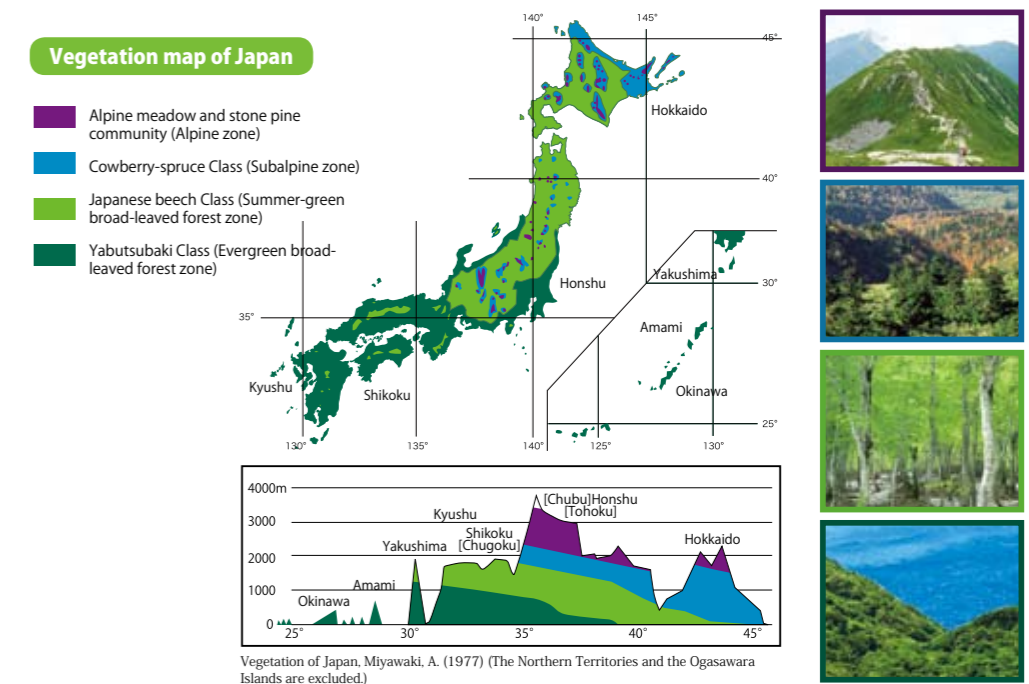 Vegetation map of Japan
Alpine meadow and stone pine
community (Alpine zone)
Cowberry-spruce Class (Subalpine zone)
Japanese beech Class (Summer-green
broad-leaved forest zone)
Yabutsubaki Class (Evergreen broad-
leaved forest zone)
140°
145°
45°
Hokkaido
40°
Honshu
Yakushima
30°
35°
Amami
Kyushu
Shikoku
Okinawa
25°
130°
135°
140°
125°
130°
4000m
[Chubu]Honshu
[Tohoku]
Kyushu
3000
Shikoku
[Chugoku]
Hokkaido
Yakushima
2000
Amami
1000
Okinawa
0
25°
30°
35°
40°
45°
Vegetation of Japan, Miyawaki, A. (1977) (The Northern Territories and the Ogasawara
Islands are excluded.)